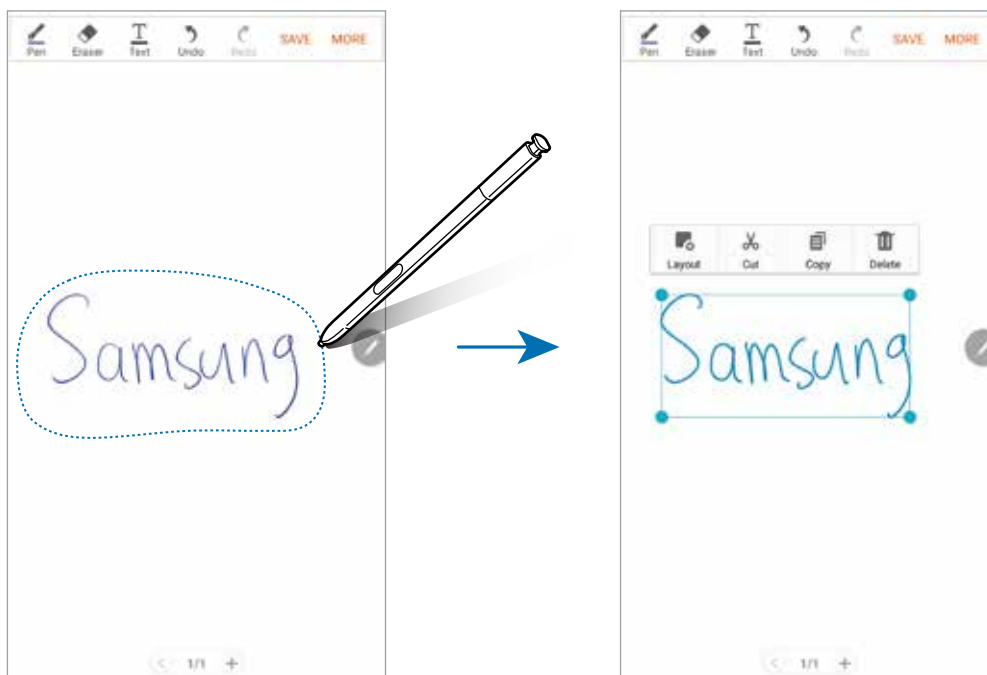 Pen Eraser Text Undo Redo SAVE MORE
Samsung
1/1
Pen Eraser Text Undo Redo SAVE MORE
Layout Cut Copy Delete
Samsung
1/1